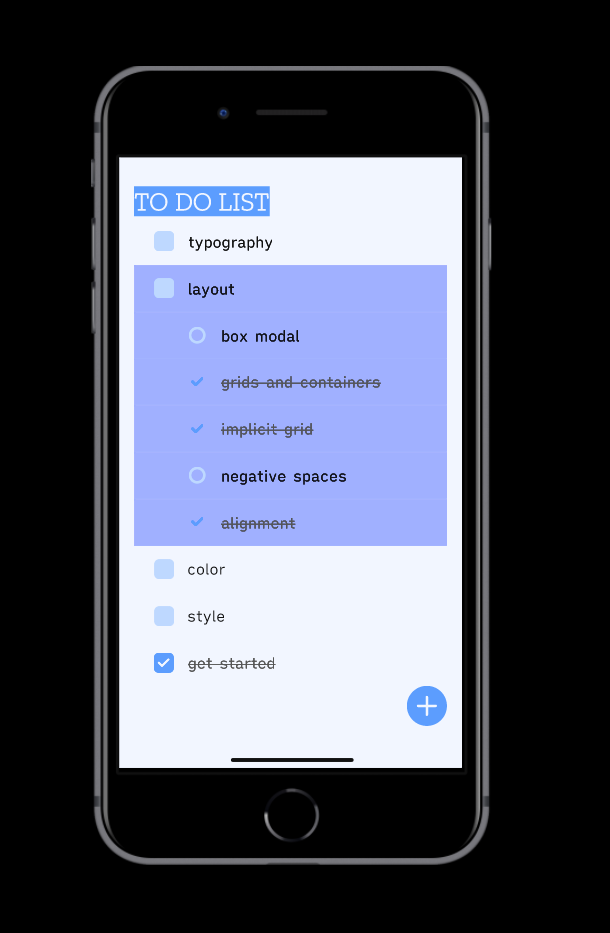 TO DO LIST
typography
layout
box modal
grids and containers
implicit grid
negative spaces
alignment
color
style
get started